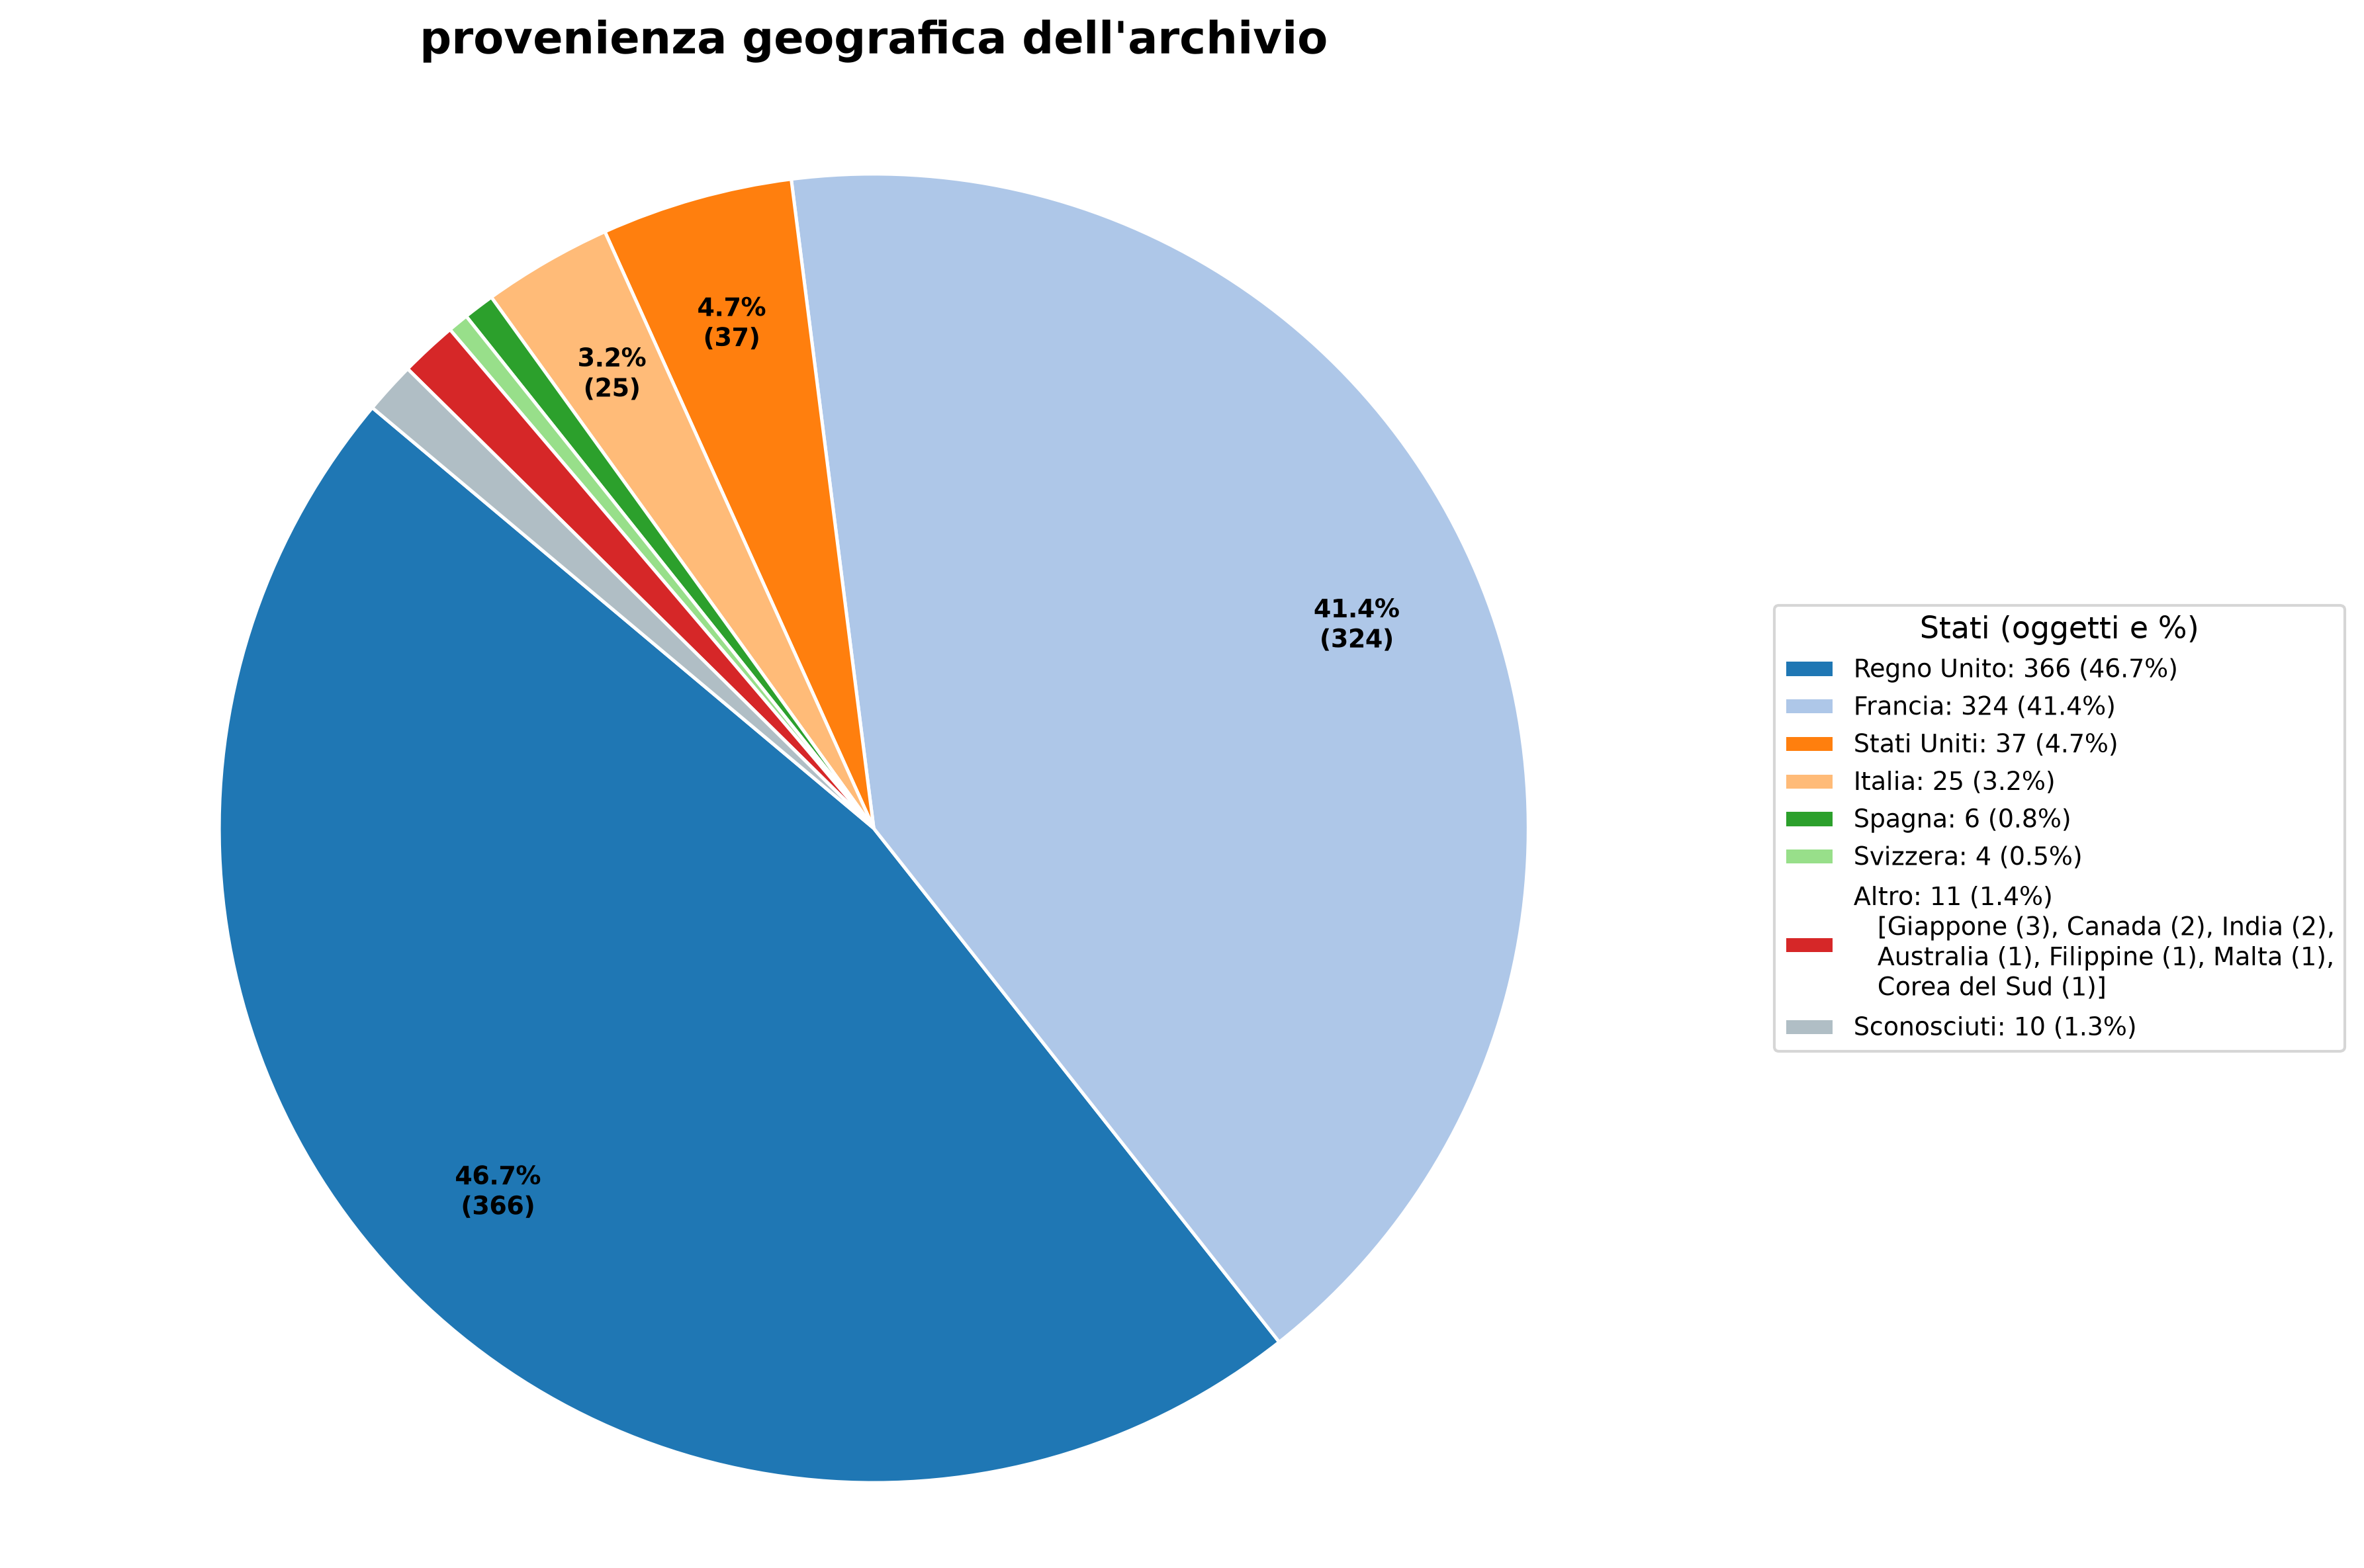 provenienza geografica dell'archivio
4.7%
(37)
3.2%
(25)
41.4%
(324)
46.7%
(366)
Stati (oggetti e %)
Regno Unito: 366 (46.7%)
Francia: 324 (41.4%)
Stati Uniti: 37 (4.7%)
Italia: 25 (3.2%)
Spagna: 6 (0.8%)
Svizzera: 4 (0.5%)
Altro: 11 (1.4%)
[Giappone (3), Canada (2), India (2),
Australia (1), Filippine (1), Malta (1),
Corea del Sud (1)]
Sconosciuti: 10 (1.3%)